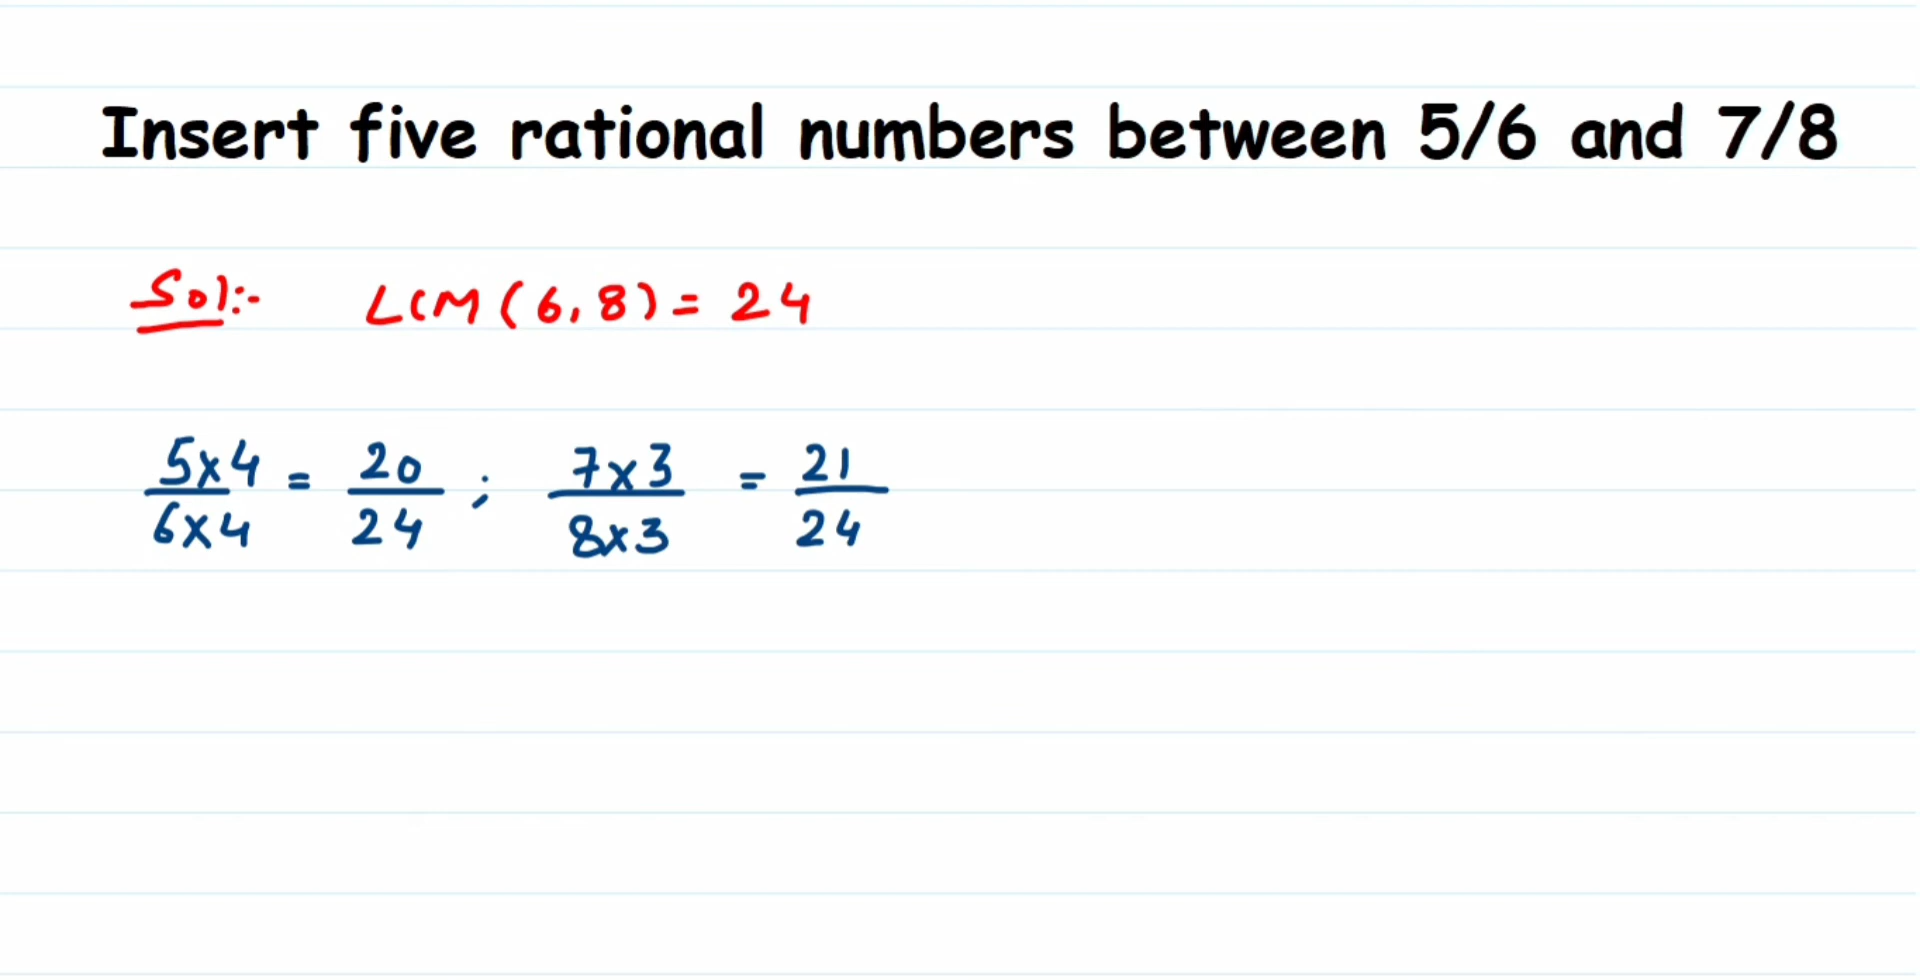 Insert five rational numbers between 5/6 and 7/8
Sol:- LCM (6,8) = 24
5x4/6x4 = 20/24 ; 7x3/8x3 = 21/24